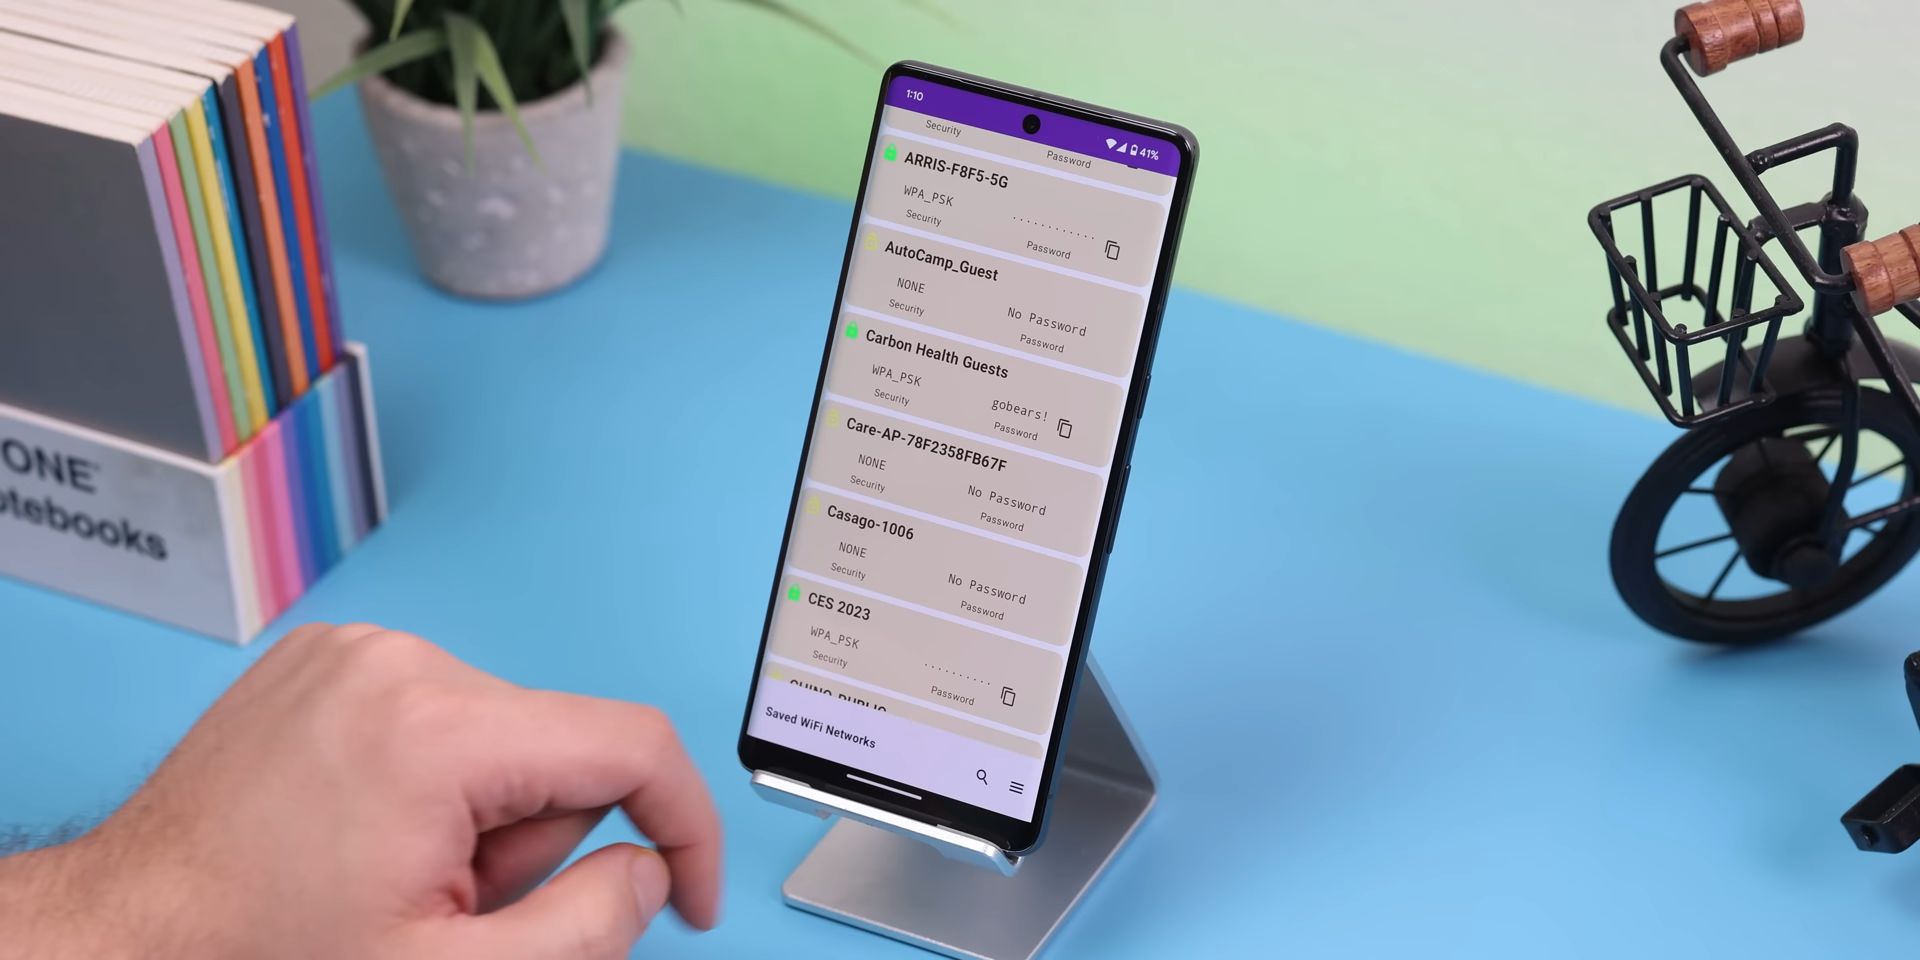 ONE
notebooks
1:10
41%
Security
Password
ARRIS-F8F5-5G
WPA_PSK
............
Security
Password
AutoCamp_Guest
NONE
No Password
Security
Password
Carbon Health Guests
WPA_PSK
gobears!
Security
Password
Care-AP-78F2358FB67F
NONE
No Password
Security
Password
Casago-1006
NONE
No Password
Security
Password
CES 2023
WPA_PSK
..........
Security
Password
Saved WiFi Networks